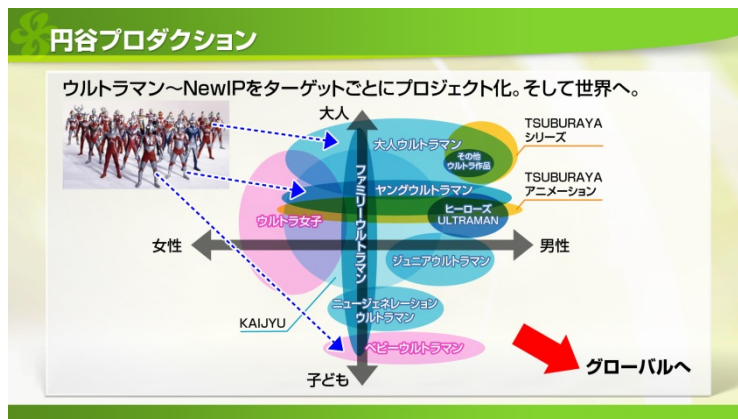 円谷プロダクション
ウルトラマン～NewIPをターゲットごとにプロジェクト化。そして世界へ。
大人
TSUBURAYA
シリーズ
大人ウルトラマン
その他
ウルトラ作品
TSUBURAYA
アニメーション
ヤングウルトラマン
ファミリーウルトラマン
ウルトラ女子
ヒーローズ
ULTRAMAN
女性
男性
ジュニアウルトラマン
ニュージェネレーション
ウルトラマン
KAIJYU
ベビーウルトラマン
グローバルへ
子ども